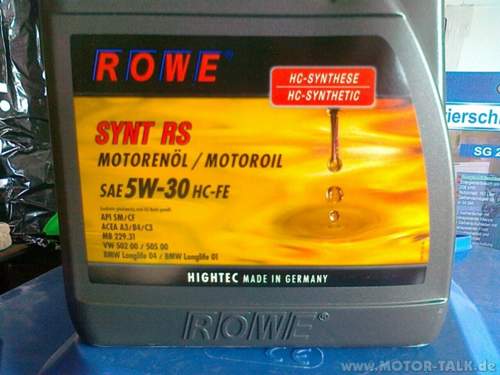 ROWE®
HC-SYNTHESE
HC-SYNTHETIC
SYNT RS
MOTORENÖL / MOTOROIL
SAE 5W-30 HC-FE
API SM/CF
ACEA A3/B4/C3
MB 229.31
VW 502 00 / 505 00
BMW Longlife 04 / BMW Longlife 01
HIGHTEC MADE IN GERMANY
ROWE®
ierschl
SG 2
www.MOTOR-TALK.de